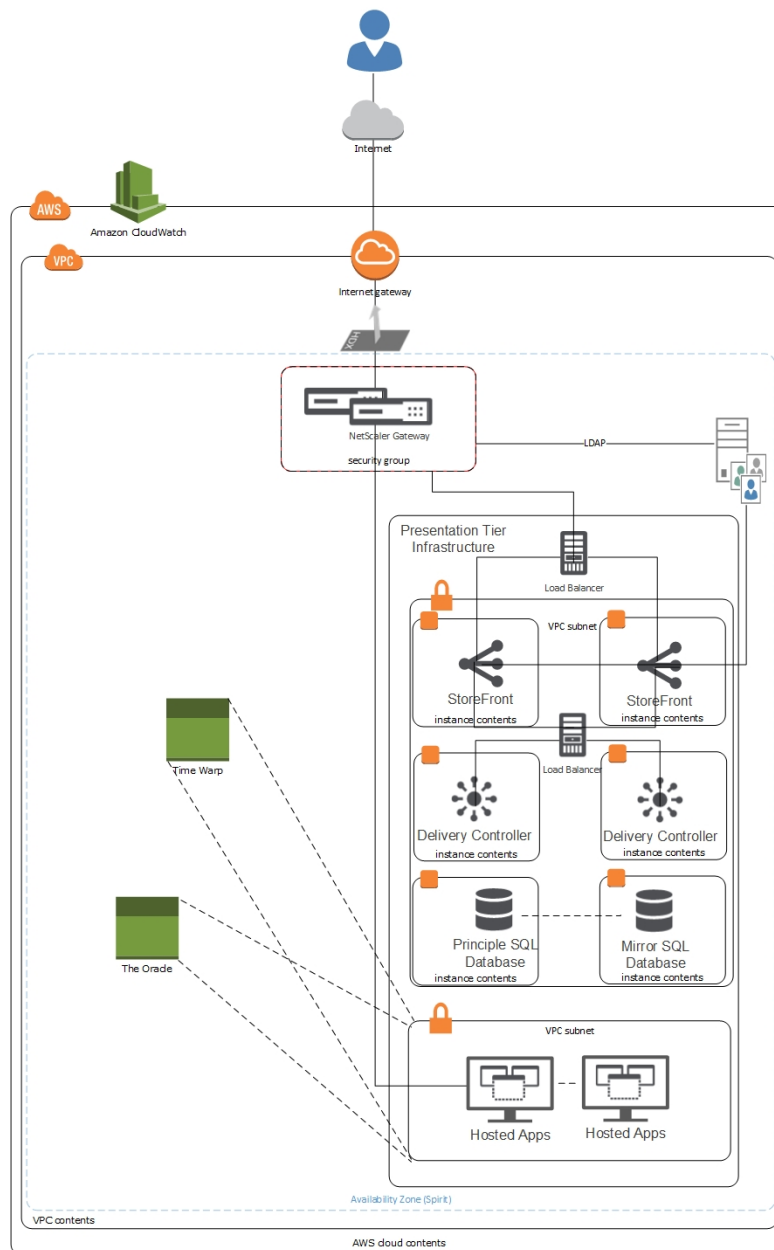 Internet
AWS
Amazon CloudWatch
VPC
Internet gateway
HDX
NetScaler Gateway
security group
LDAP
Presentation Tier
Infrastructure
Load Balancer
VPC subnet
StoreFront
instance contents
StoreFront
instance contents
Load Balancer
Time Warp
Delivery Controller
instance contents
Delivery Controller
instance contents
Principle SQL
Database
instance contents
Mirror SQL
Database
instance contents
The Oracle
VPC subnet
Hosted Apps
Hosted Apps
Availability Zone (Spirit)
VPC contents
AWS cloud contents